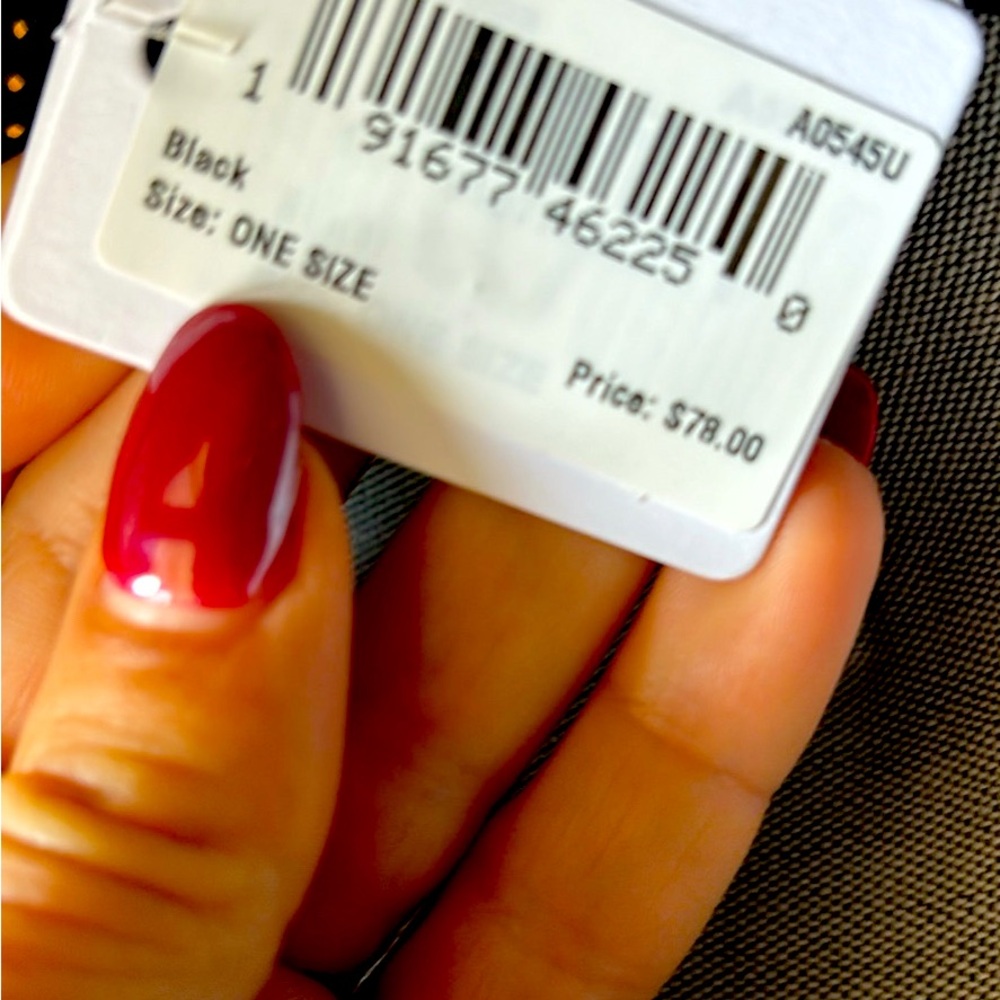 A0545U
1 91677 46225 0
Black
Size: ONE SIZE
Price: $78.00